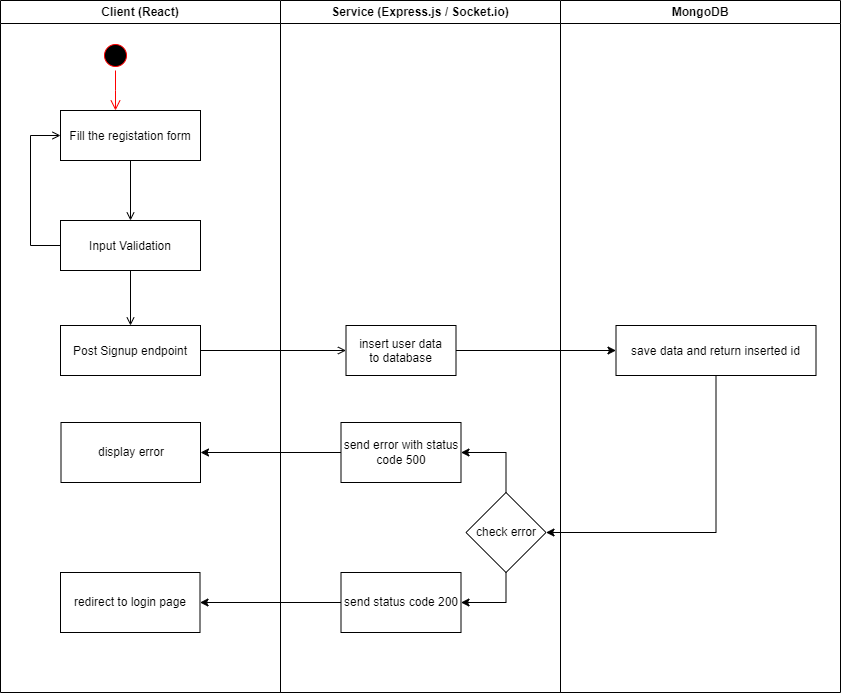 Client (React)
Service (Express.js / Socket.io)
MongoDB
Fill the registation form
Input Validation
Post Signup endpoint
insert user data
to database
save data and return inserted id
display error
send error with status
code 500
check error
redirect to login page
send status code 200